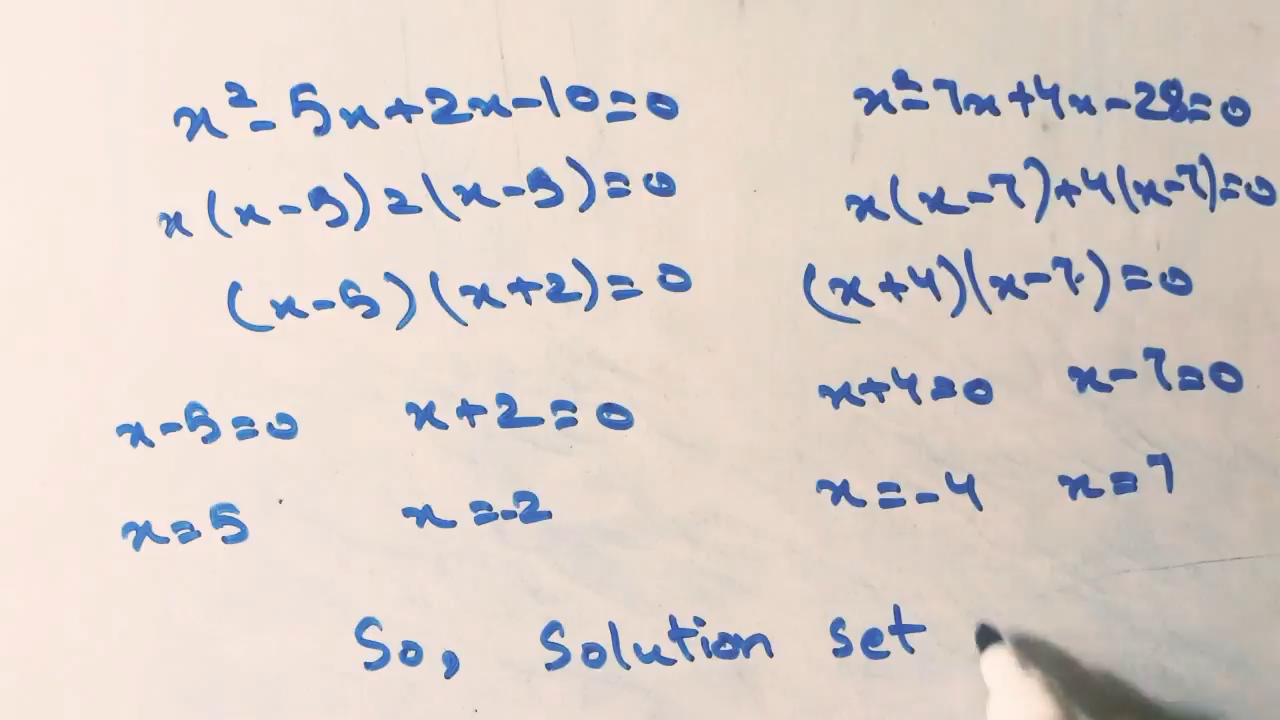 x²-5x+2x-10=0
x(x-5)2(x-5)=0
(x-5)(x+2)=0
x-5=0 x+2=0
x=5 x=-2
x²-7x+4x-28=0
x(x-7)+4(x-7)=0
(x+4)(x-7)=0
x+4=0 x-7=0
x=-4 x=7
So, Solution set